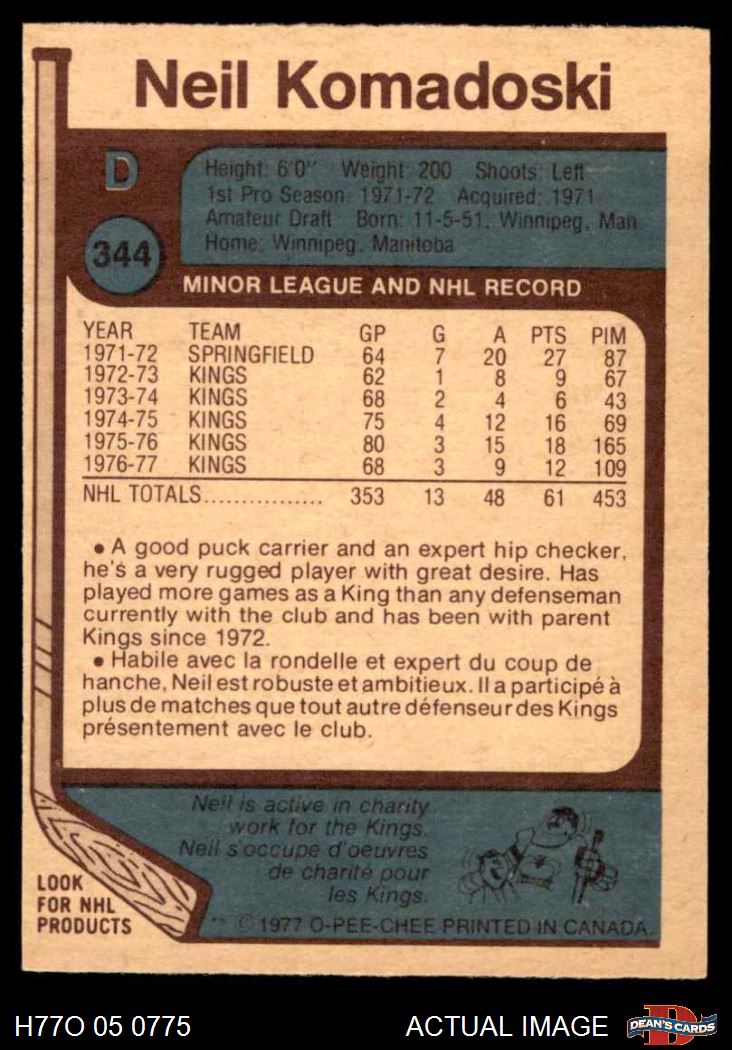 Neil Komadoski
D
Height: 6'0" Weight: 200 Shoots: Left
1st Pro Season: 1971-72 Acquired: 1971
Amateur Draft Born: 11-5-51, Winnipeg, Man.
Home: Winnipeg, Manitoba
344
MINOR LEAGUE AND NHL RECORD
YEAR TEAM GP G A PTS PIM
1971-72 SPRINGFIELD 64 7 20 27 87
1972-73 KINGS 62 1 8 9 67
1973-74 KINGS 68 2 4 6 43
1974-75 KINGS 75 4 12 16 69
1975-76 KINGS 80 3 15 18 165
1976-77 KINGS 68 3 9 12 109
NHL TOTALS................ 353 13 48 61 453
• A good puck carrier and an expert hip checker,
he's a very rugged player with great desire. Has
played more games as a King than any defenseman
currently with the club and has been with parent
Kings since 1972.
• Habile avec la rondelle et expert du coup de
hanche, Neil est robuste et ambitieux. Il a participé à
plus de matches que tout autre défenseur des Kings
présentement avec le club.
Neil is active in charity
work for the Kings.
Neil s'occupe d'oeuvres
de charité pour
les Kings.
LOOK
FOR NHL
PRODUCTS
** © 1977 O-PEE-CHEE PRINTED IN CANADA
H77O 05 0775 ACTUAL IMAGE
D
DEAN'S CARDS